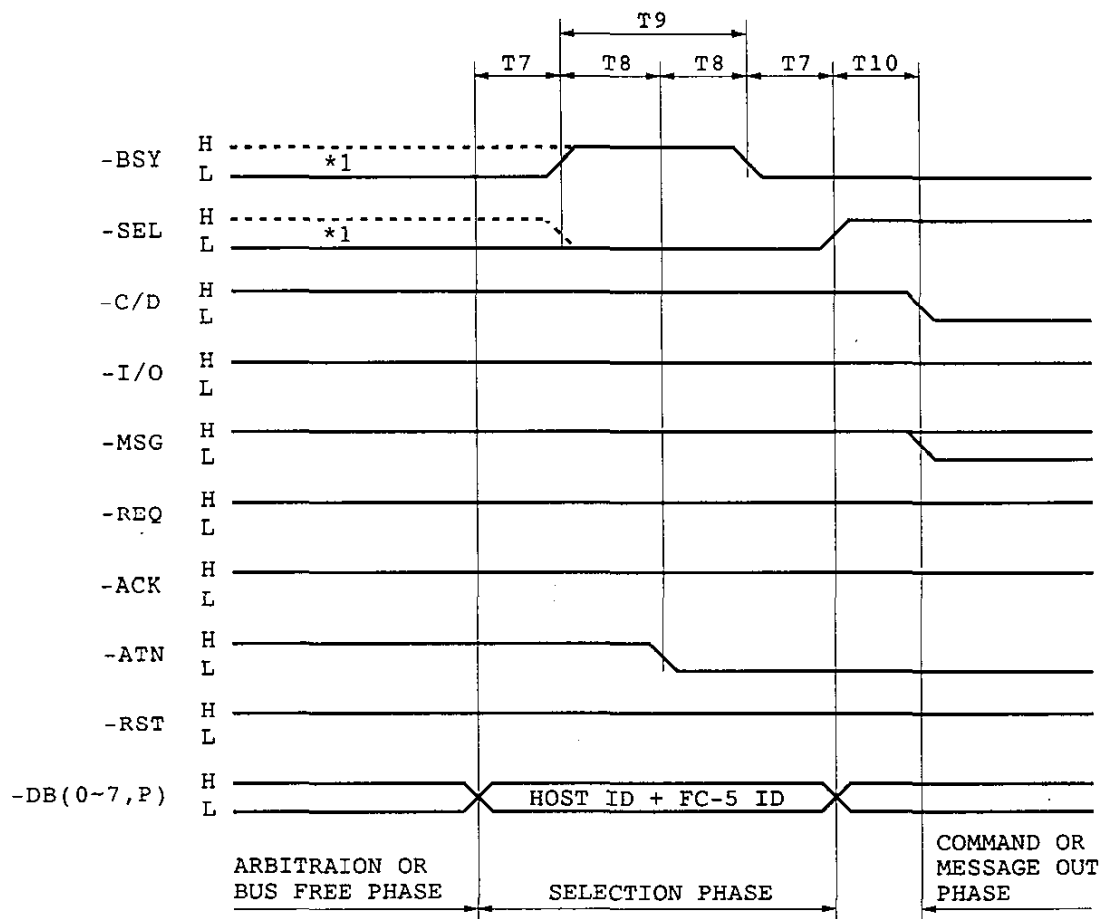 T9
T7 T8 T8 T7 T10
-BSY H L *1
-SEL H L *1
-C/D H L
-I/O H L
-MSG H L
-REQ H L
-ACK H L
-ATN H L
-RST H L
-DB(0~7,P) H L HOST ID + FC-5 ID
ARBITRAION OR
BUS FREE PHASE
SELECTION PHASE
COMMAND OR
MESSAGE OUT
PHASE